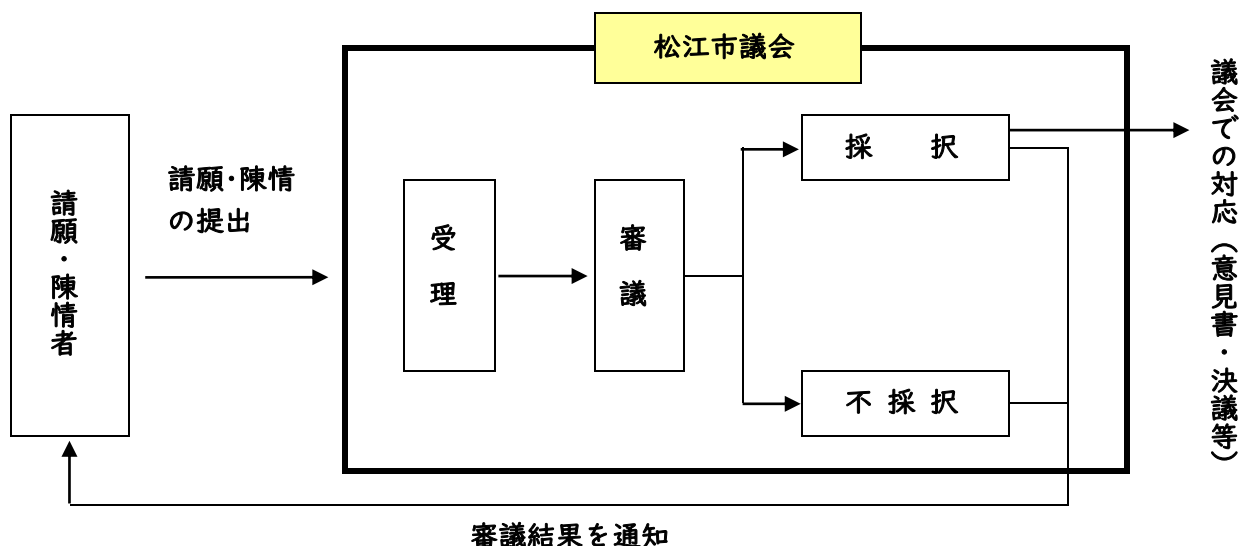 松江市議会
請願・陳情者
請願・陳情
の提出
受理
審議
採択
不採択
議会での対応（意見書・決議等）
審議結果を通知